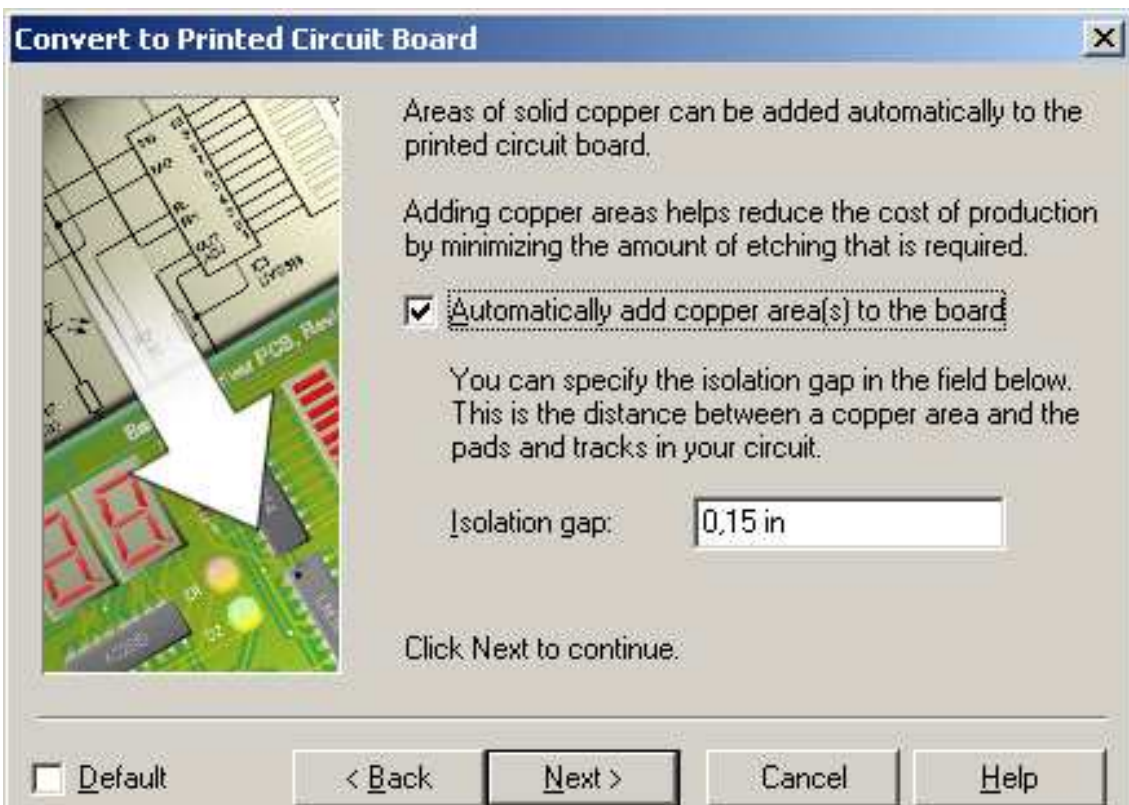 Convert to Printed Circuit Board
Areas of solid copper can be added automatically to the
printed circuit board.
Adding copper areas helps reduce the cost of production
by minimizing the amount of etching that is required.
Automatically add copper area(s) to the board
You can specify the isolation gap in the field below.
This is the distance between a copper area and the
pads and tracks in your circuit.
Isolation gap:
0,15 in
Click Next to continue.
Default
< Back
Next >
Cancel
Help
PCB, Rev
D1
D2